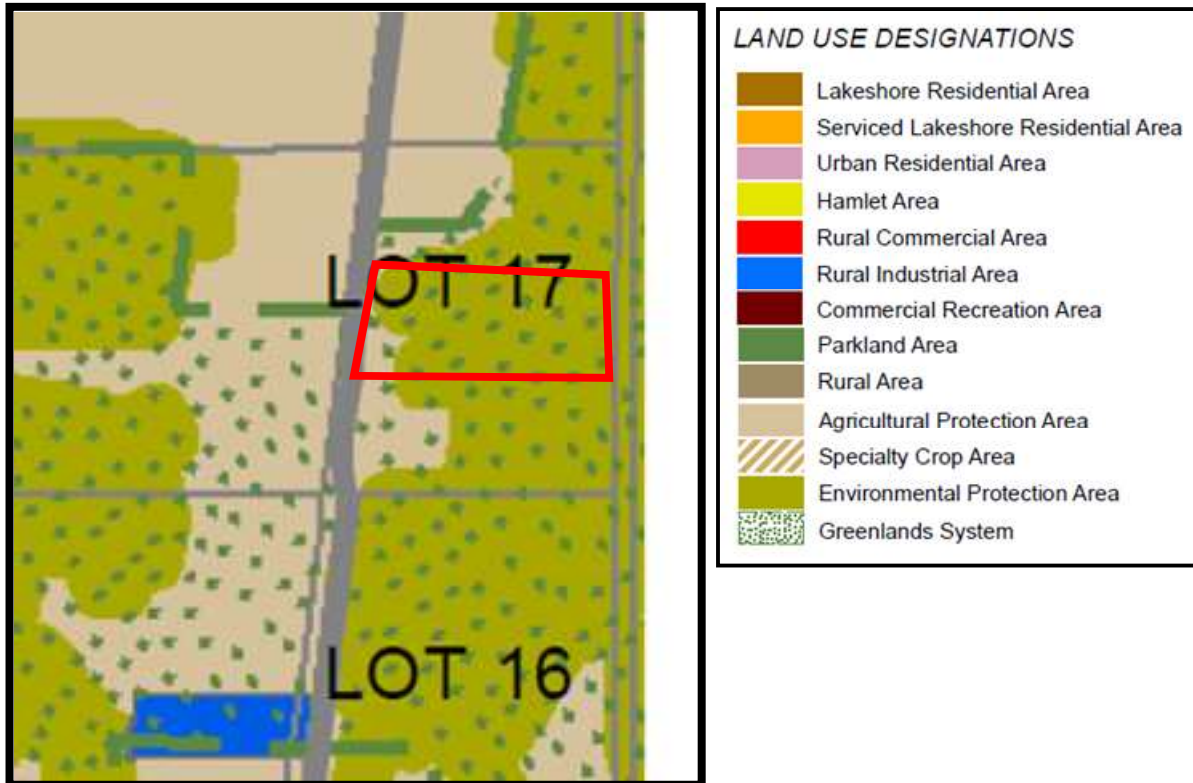 LOT 17
LOT 16
LAND USE DESIGNATIONS
Lakeshore Residential Area
Serviced Lakeshore Residential Area
Urban Residential Area
Hamlet Area
Rural Commercial Area
Rural Industrial Area
Commercial Recreation Area
Parkland Area
Rural Area
Agricultural Protection Area
Specialty Crop Area
Environmental Protection Area
Greenlands System